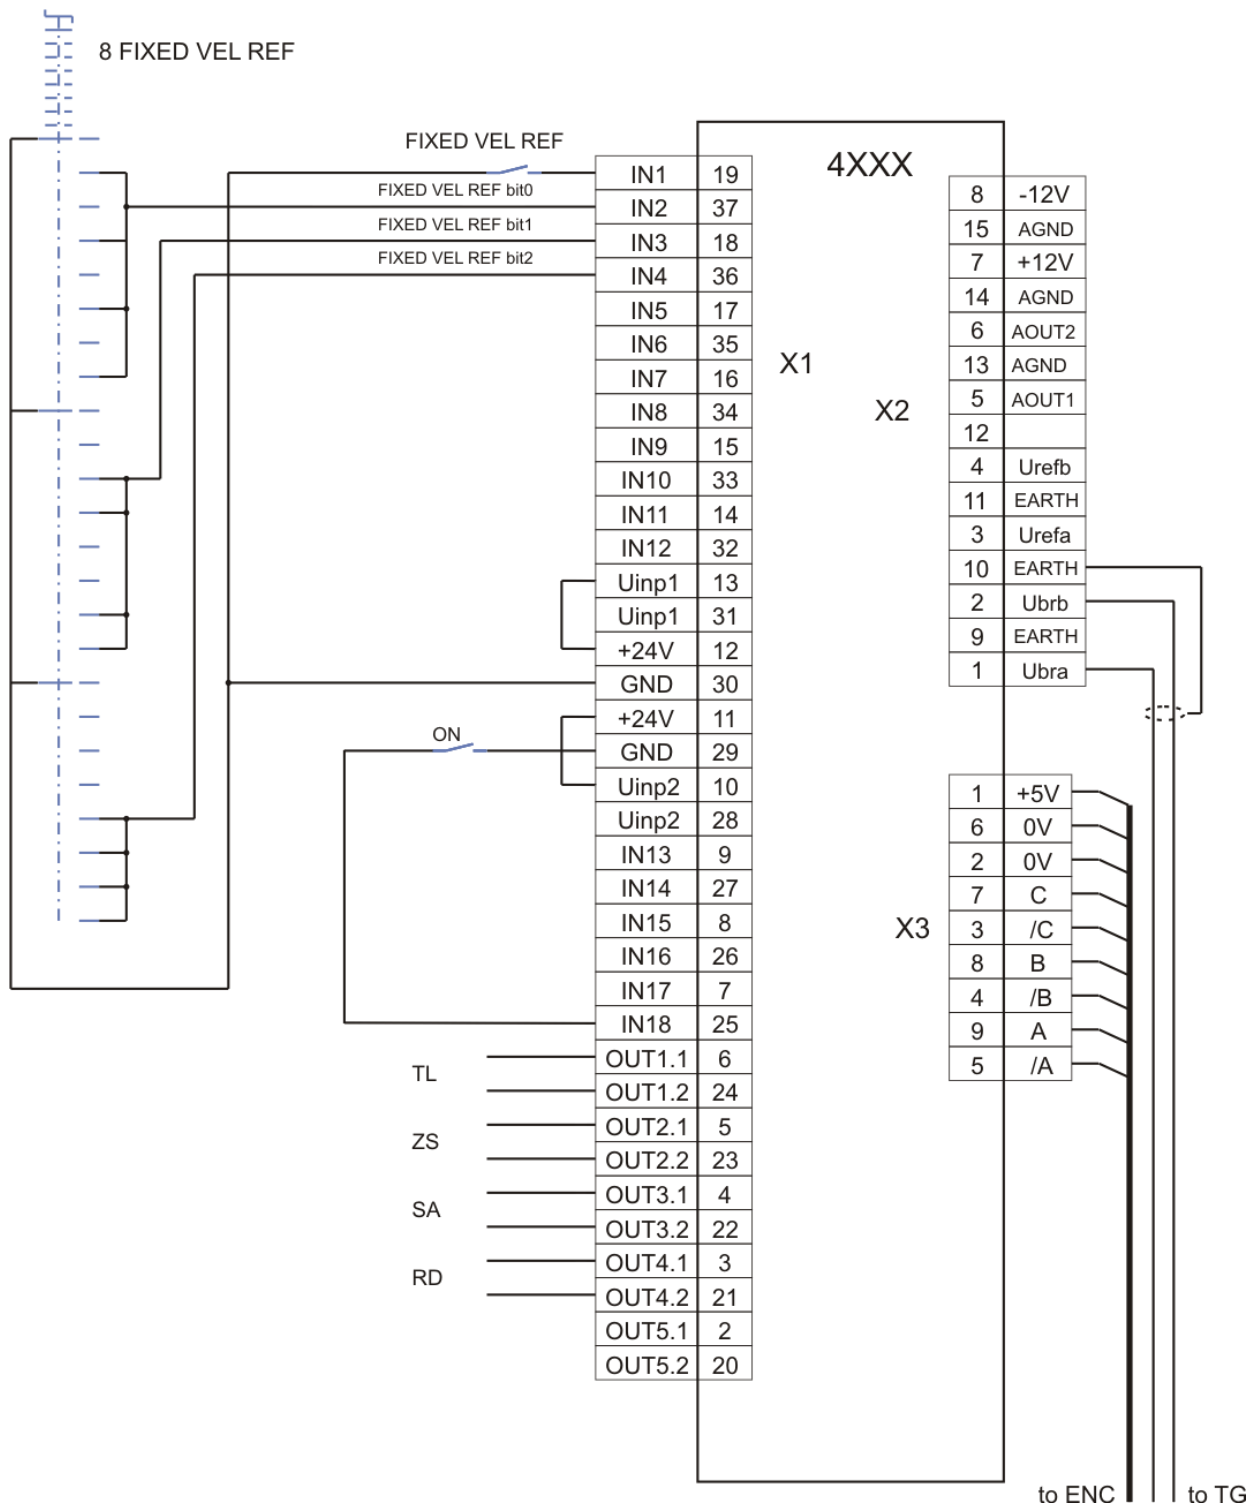 8 FIXED VEL REF
FIXED VEL REF
FIXED VEL REF bit0
FIXED VEL REF bit1
FIXED VEL REF bit2
ON
TL
ZS
SA
RD
IN1 19
IN2 37
IN3 18
IN4 36
IN5 17
IN6 35
IN7 16
IN8 34
IN9 15
IN10 33
IN11 14
IN12 32
Uinp1 13
Uinp1 31
+24V 12
GND 30
+24V 11
GND 29
Uinp2 10
Uinp2 28
IN13 9
IN14 27
IN15 8
IN16 26
IN17 7
IN18 25
OUT1.1 6
OUT1.2 24
OUT2.1 5
OUT2.2 23
OUT3.1 4
OUT3.2 22
OUT4.1 3
OUT4.2 21
OUT5.1 2
OUT5.2 20
4XXX
X1
X2
8 -12V
15 AGND
7 +12V
14 AGND
6 AOUT2
13 AGND
5 AOUT1
12
4 Urefb
11 EARTH
3 Urefa
10 EARTH
2 Ubrb
9 EARTH
1 Ubra
X3
1 +5V
6 0V
2 0V
7 C
3 /C
8 B
4 /B
9 A
5 /A
to ENC
to TG